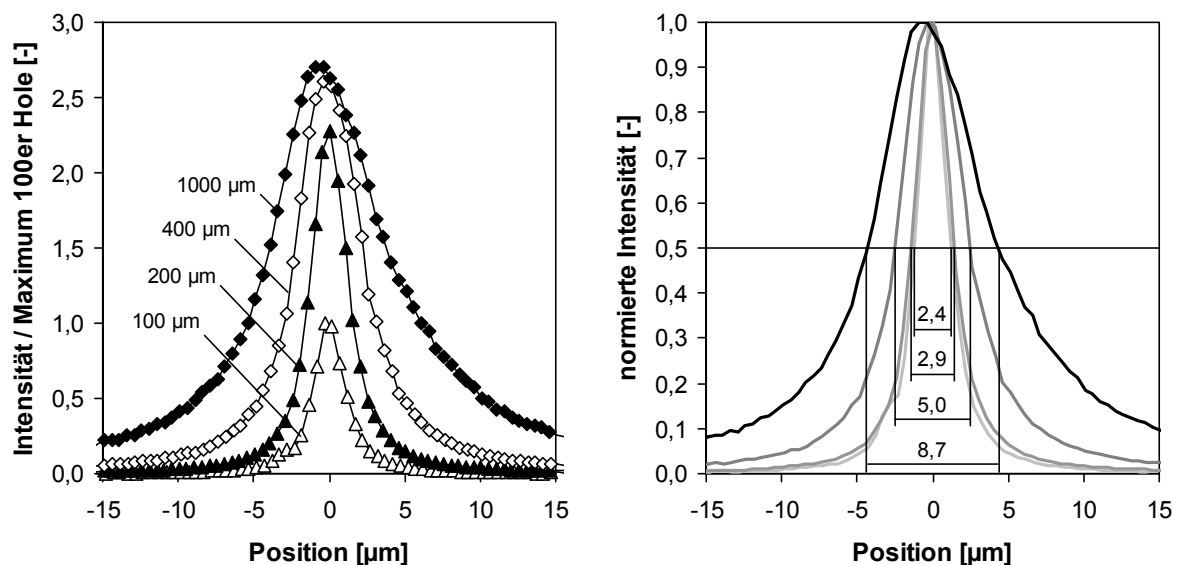 Intensität / Maximum 100er Hole [-]
3,0
2,5
2,0
1,5
1,0
0,5
0,0
1000 µm
400 µm
200 µm
100 µm
-15 -10 -5 0 5 10 15
Position [µm]
normierte Intensität [-]
1,0
0,9
0,8
0,7
0,6
0,5
0,4
0,3
0,2
0,1
0,0
2,4
2,9
5,0
8,7
-15 -10 -5 0 5 10 15
Position [µm]